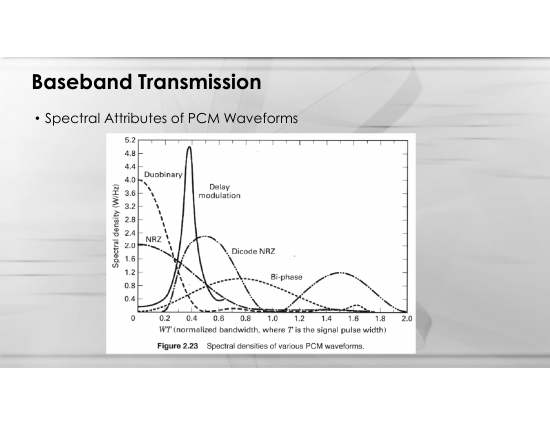 Baseband Transmission
• Spectral Attributes of PCM Waveforms
5.2
4.8
4.4
4.0
3.6
3.2
2.8
2.4
2.0
1.6
1.2
0.8
0.4
Spectral density (W/Hz)
Duobinary
Delay
modulation
NRZ
Dicode NRZ
Bi-phase
0 0.2 0.4 0.6 0.8 1.0 1.2 1.4 1.6 1.8 2.0
WT (normalized bandwidth, where T is the signal pulse width)
Figure 2.23 Spectral densities of various PCM waveforms.